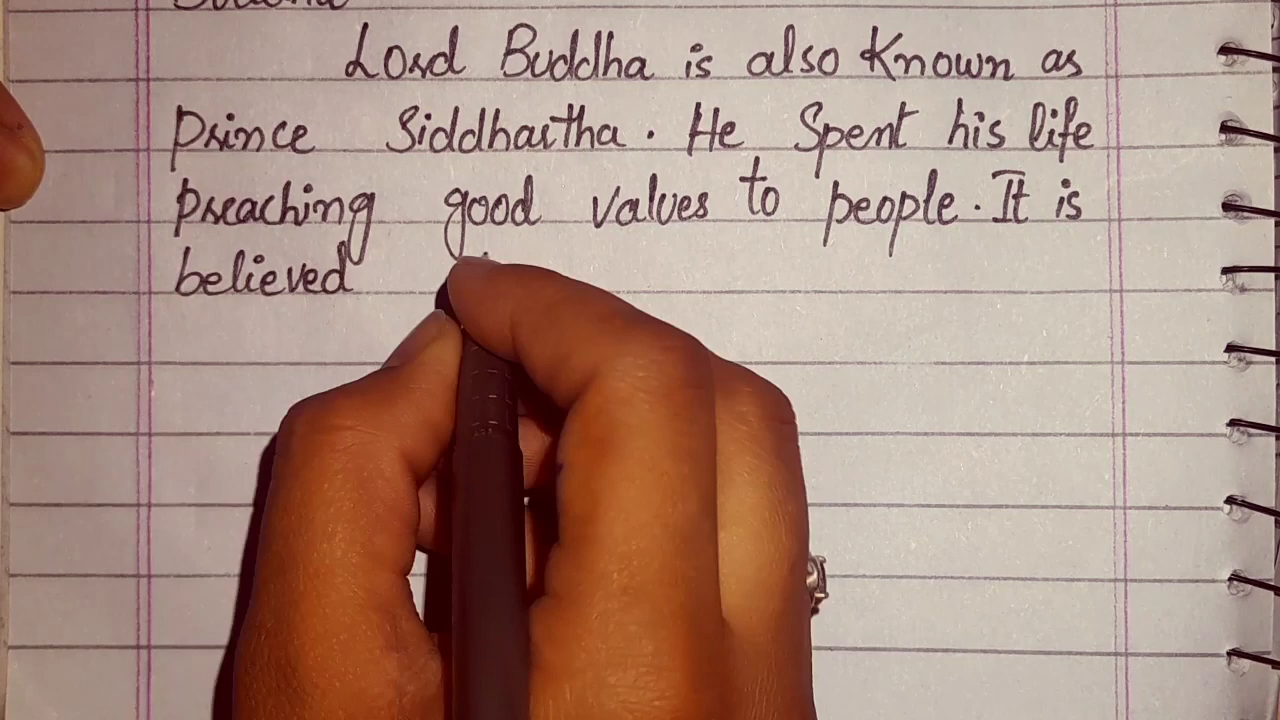 Lord Buddha is also Known as
Prince Siddhartha. He Spent his life
Preaching good values to people. It is
believed